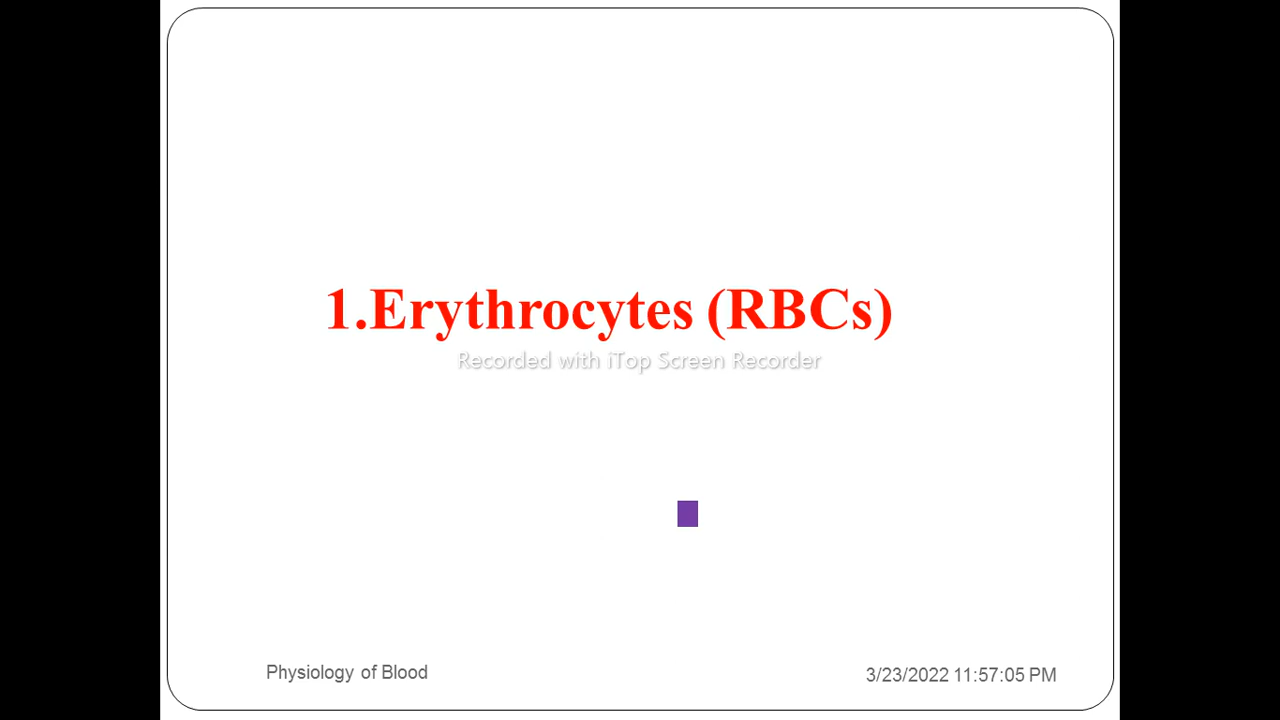 1.Erythrocytes (RBCs)
Recorded with iTop Screen Recorder
Physiology of Blood
3/23/2022 11:57:05 PM